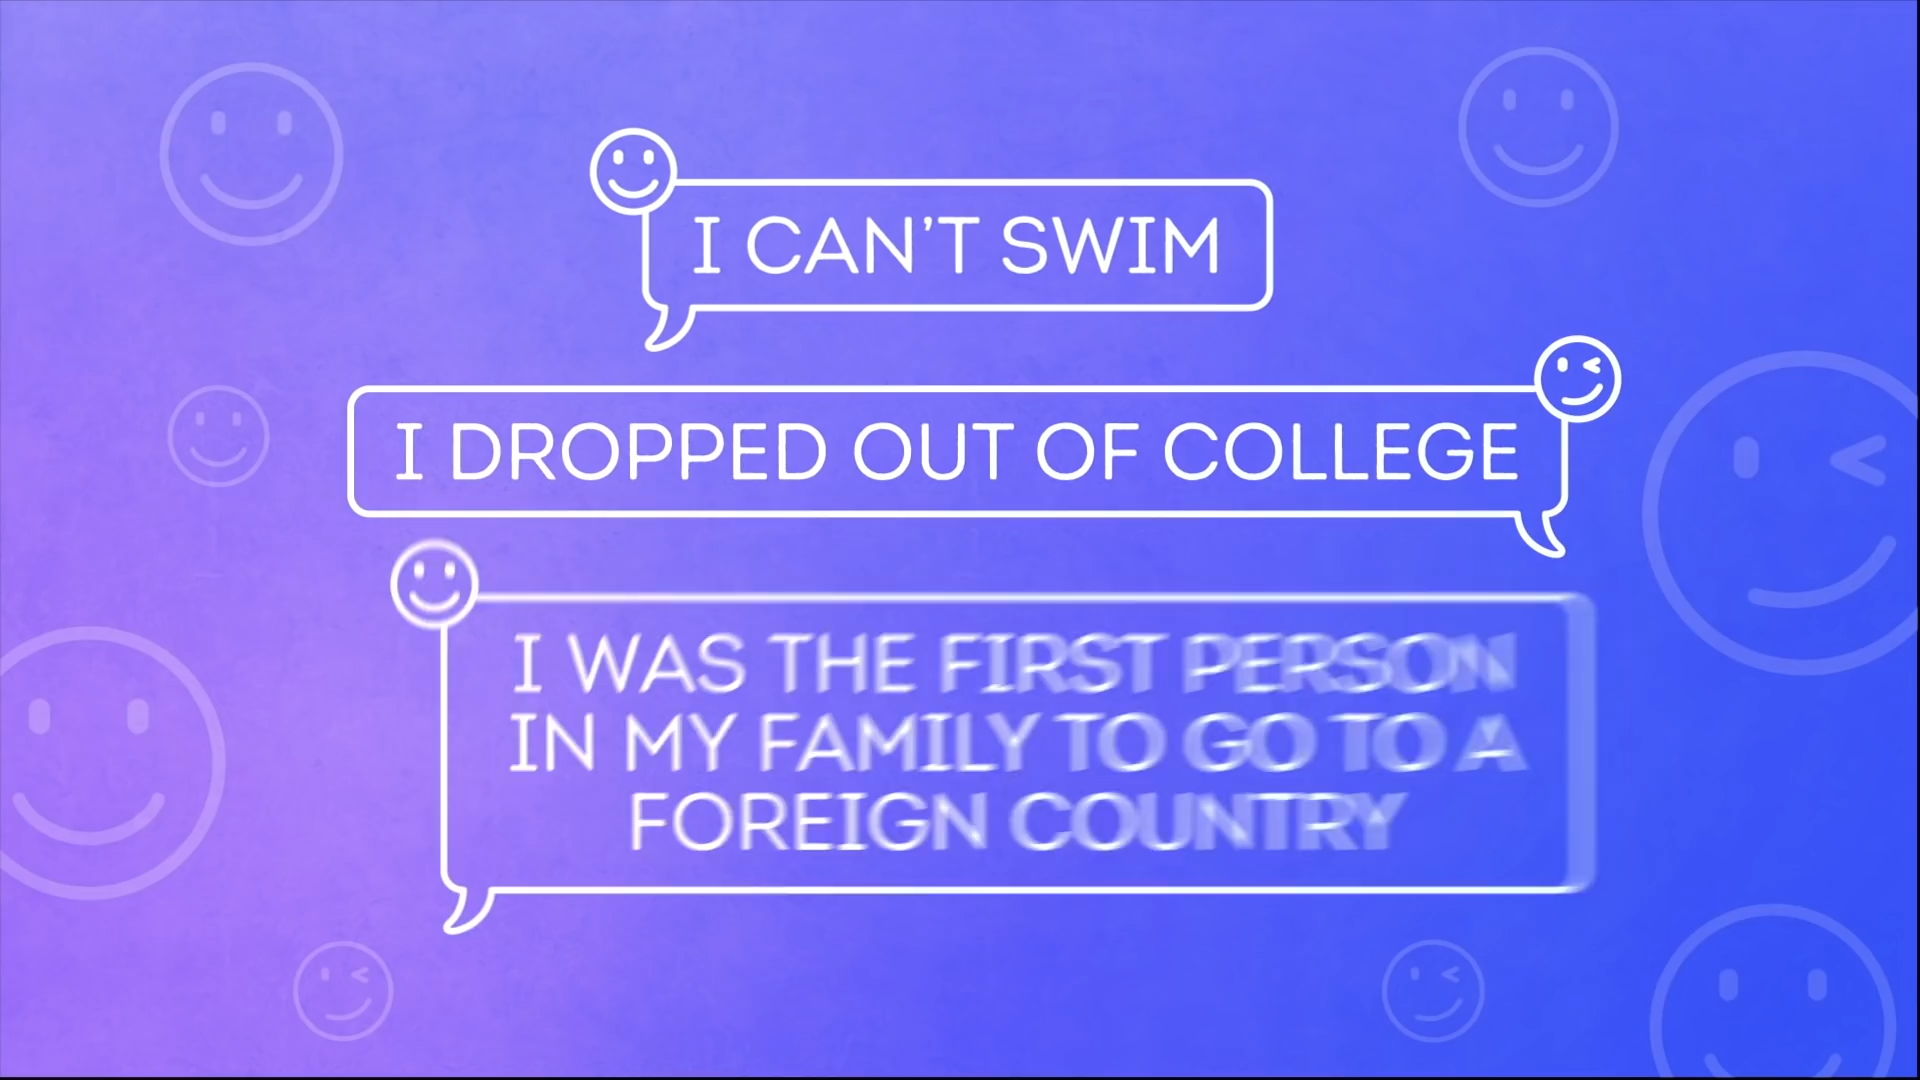 I CAN'T SWIM
I DROPPED OUT OF COLLEGE
I WAS THE FIRST PERSON
IN MY FAMILY TO GO TO A
FOREIGN COUNTRY